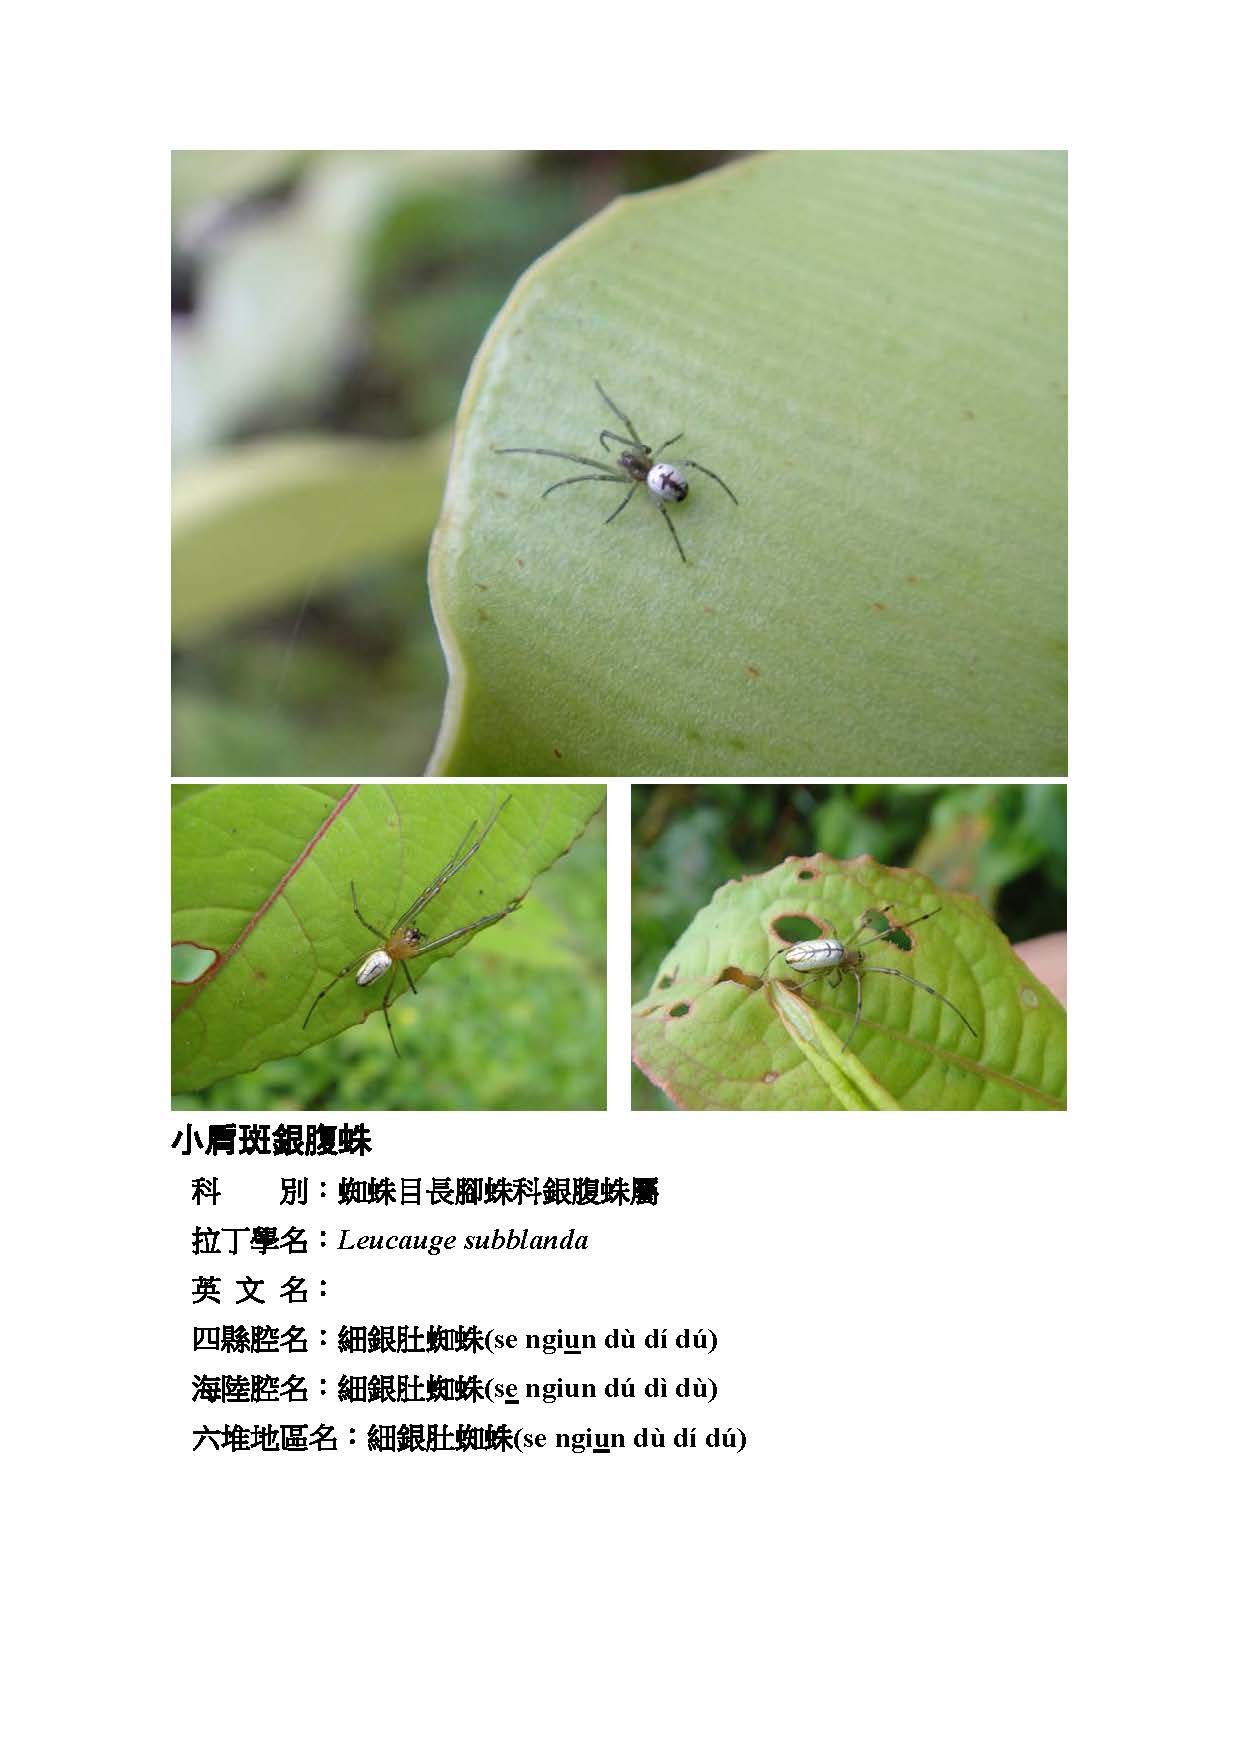 小肩斑銀腹蛛
科　　別：蜘蛛目長腳蛛科銀腹蛛屬
拉丁學名：Leucauge subblanda
英 文 名：
四縣腔名：細銀肚蜘蛛(se ngiun dù dí dú)
海陸腔名：細銀肚蜘蛛(se ngiun dú dì dù)
六堆地區名：細銀肚蜘蛛(se ngiun dù dí dú)